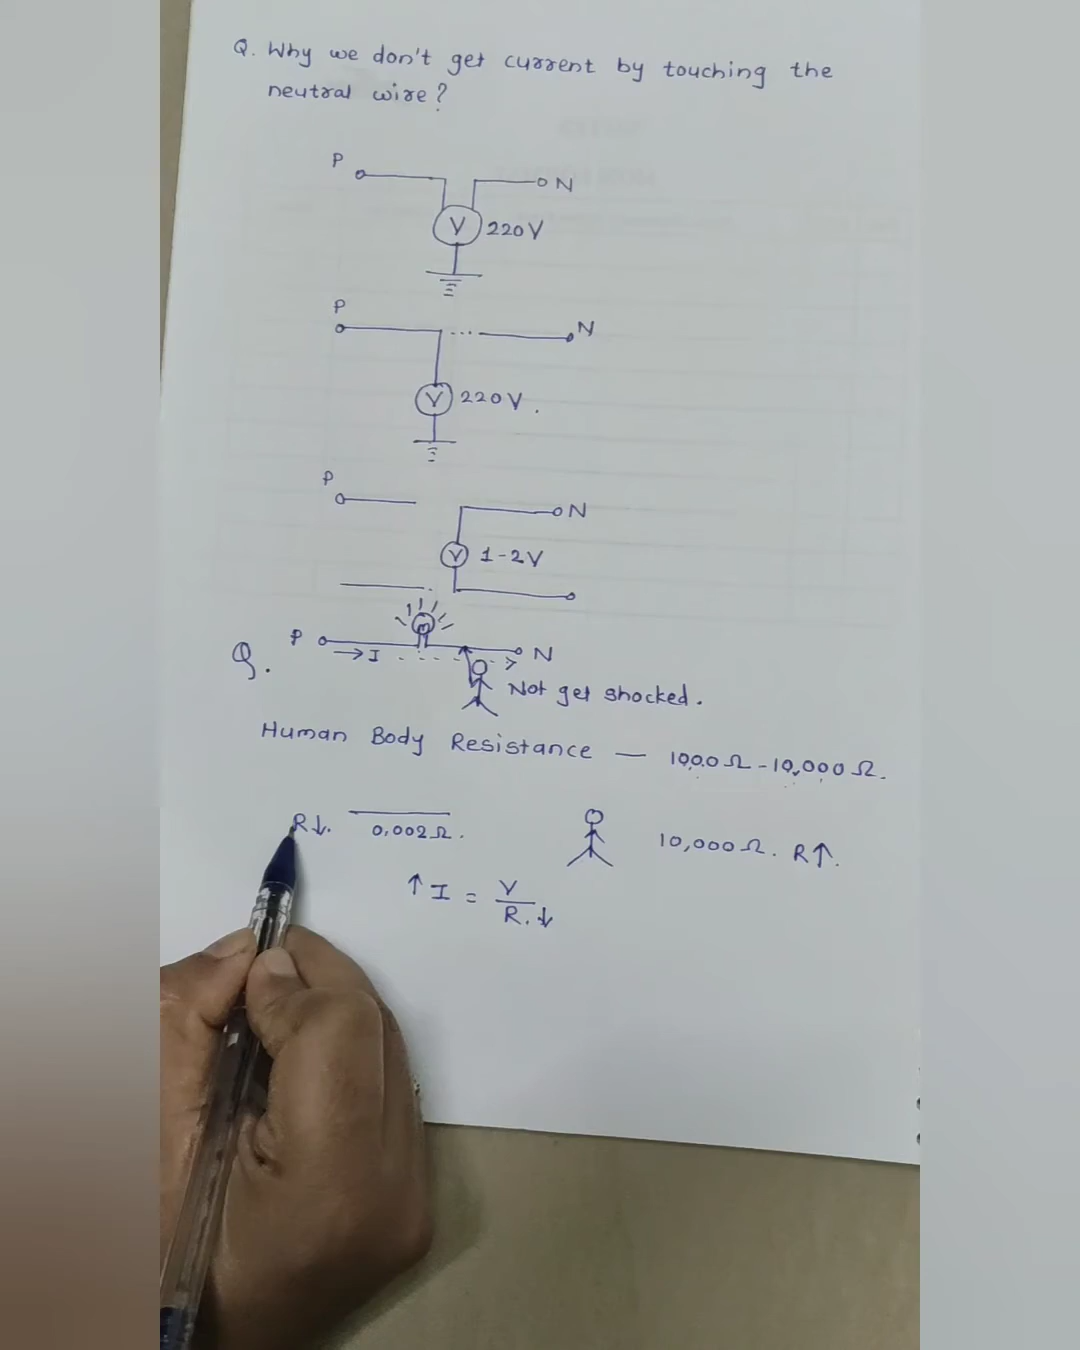 Q. Why we don't get current by touching the
neutral wire?
P
N
V 220V
P
N
V 220V.
P
N
V 1-2V
P
N
I
Q.
Not get shocked.
Human Body Resistance — 1000Ω-10,000Ω.
R↓. 0,002Ω.
10,000Ω. R↑.
↑I = V
R.↓